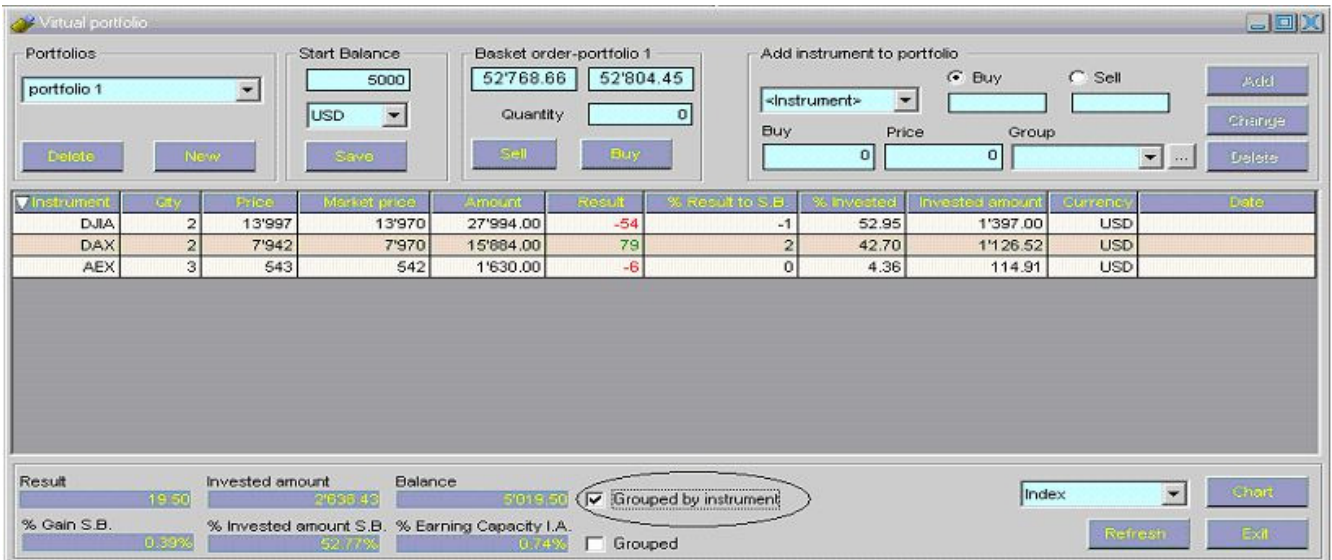 Virtual portfolio
Portfolios
portfolio 1
Delete New
Start Balance
5000
USD
Save
Basket order-portfolio 1
52'768.66 52'804.45
Quantity 0
Sell Buy
Add instrument to portfolio
<Instrument> Buy Sell
Buy Price Group
0 0 ...
Add
Change
Delete
Instrument Qty Price Market price Amount Result % Result to S.B. % Invested Invested amount Currency Date
DJIA 2 13'997 13'970 27'994.00 -54 -1 52.95 1'397.00 USD
DAX 2 7'942 7'970 15'884.00 79 2 42.70 1'126.52 USD
AEX 3 543 542 1'630.00 -6 0 4.36 114.91 USD
Result Invested amount Balance
19.50 2'638.43 5'019.50 Grouped by instrument
% Gain S.B. % Invested amount S.B. % Earning Capacity I.A.
0.39% 52.77% 0.74% Grouped
Index Chart
Refresh Exit